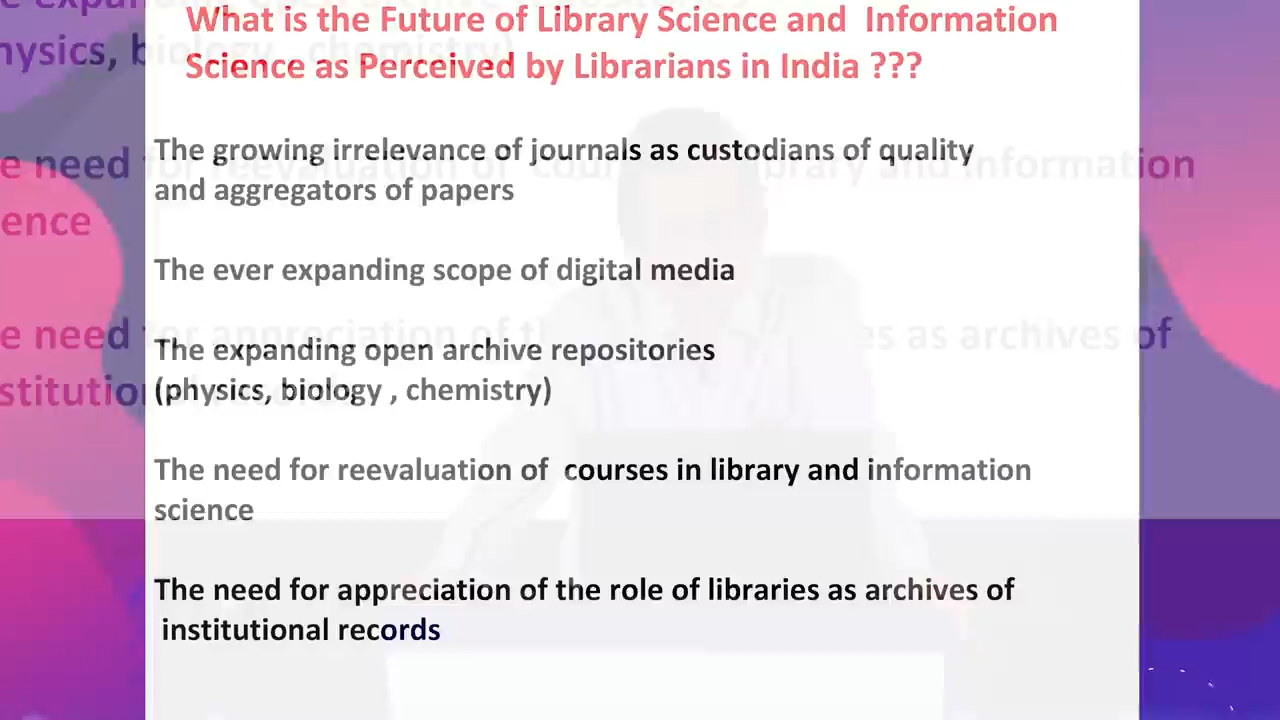 What is the Future of Library Science and Information
Science as Perceived by Librarians in India ???
The growing irrelevance of journals as custodians of quality
and aggregators of papers
The ever expanding scope of digital media
The expanding open archive repositories
(physics, biology , chemistry)
The need for reevaluation of courses in library and information
science
The need for appreciation of the role of libraries as archives of
institutional records